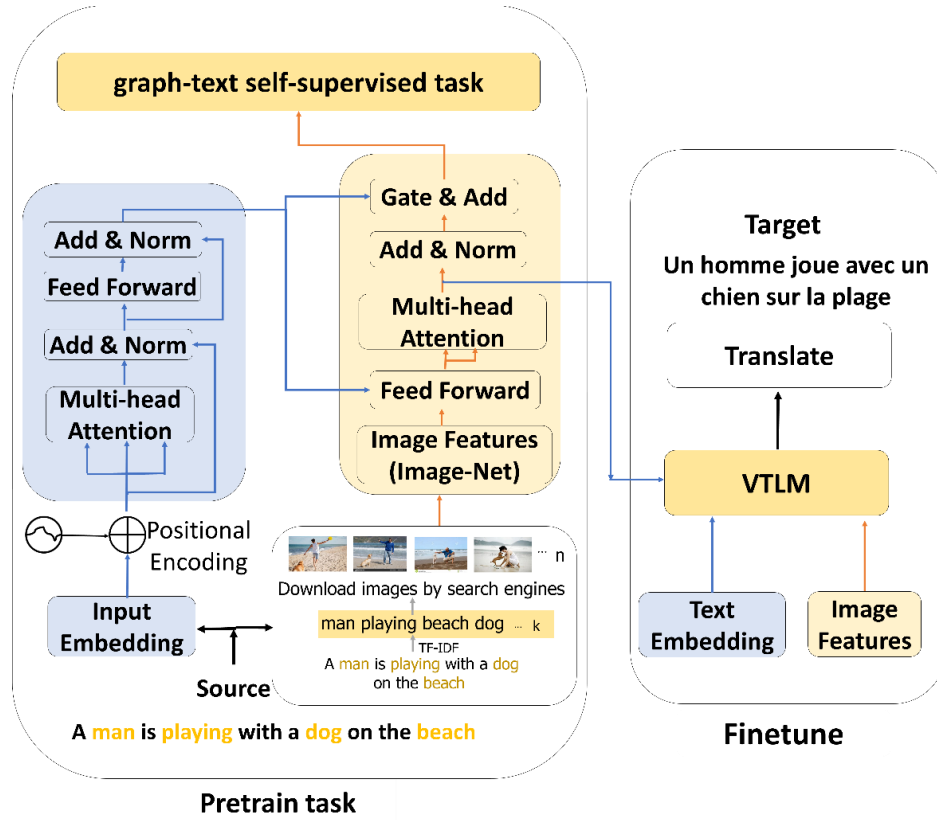 graph-text self-supervised task
Add & Norm
Feed Forward
Add & Norm
Multi-head
Attention
Positional
Encoding
Input
Embedding
Source
Gate & Add
Add & Norm
Multi-head
Attention
Feed Forward
Image Features
(Image-Net)
... n
Download images by search engines
man playing beach dog ... k
TF-IDF
A man is playing with a dog
on the beach
A man is playing with a dog on the beach
Pretrain task
Target
Un homme joue avec un
chien sur la plage
Translate
VTLM
Text
Embedding
Image
Features
Finetune